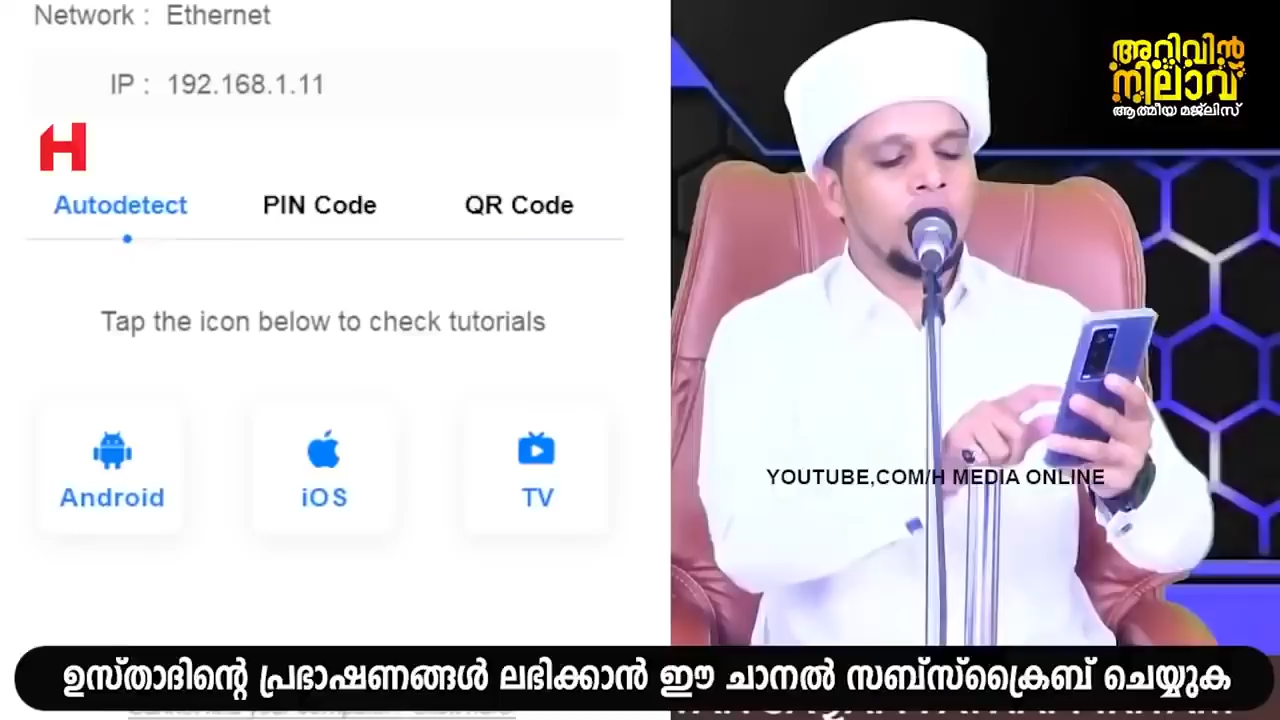 Network : Ethernet
IP : 192.168.1.11
H
Autodetect PIN Code QR Code
Tap the icon below to check tutorials
Android iOS TV
അറിവിൻ
നിലാവ്
ആത്മീയ മജ്ലിസ്
YOUTUBE,COM/H MEDIA ONLINE
ഉസ്താദിന്റെ പ്രഭാഷണങ്ങൾ ലഭിക്കാൻ ഈ ചാനൽ സബ്സ്ക്രൈബ് ചെയ്യുക